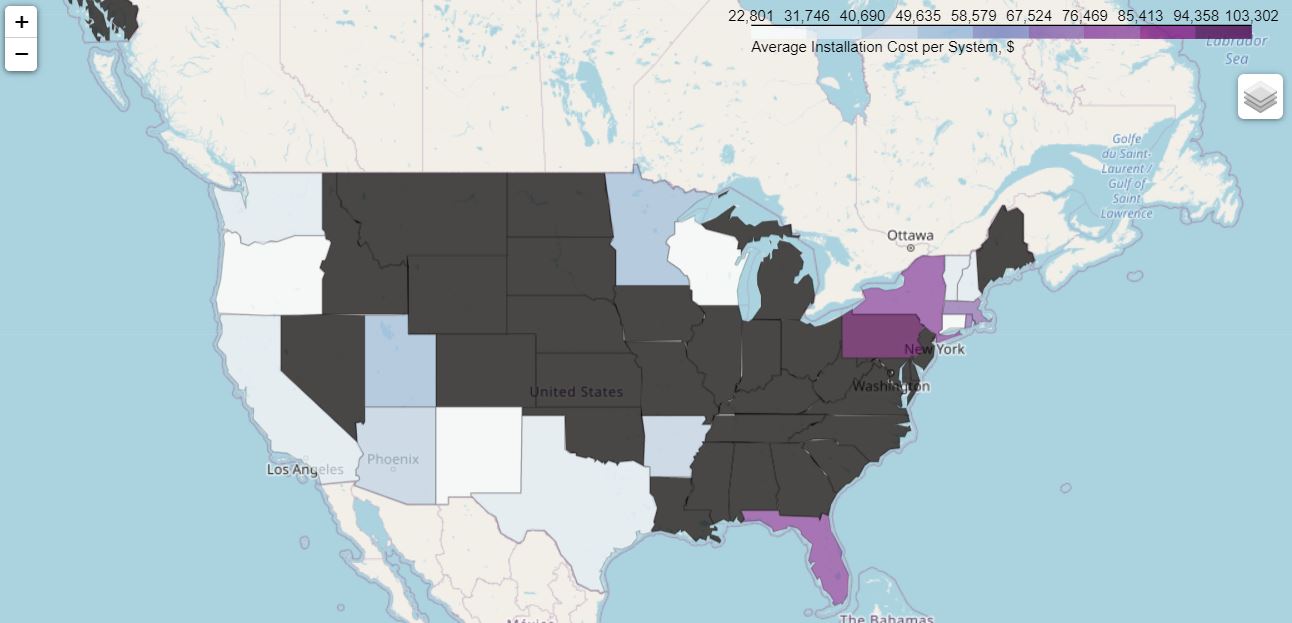 +
−
22,801 31,746 40,690 49,635 58,579 67,524 76,469 85,413 94,358 103,302
Average Installation Cost per System, $
Labrador
Sea
Golfe
du Saint-
Laurent /
Gulf of
Saint
Lawrence
Ottawa
New York
Washington
United States
Phoenix
Los Angeles
México
The Bahamas